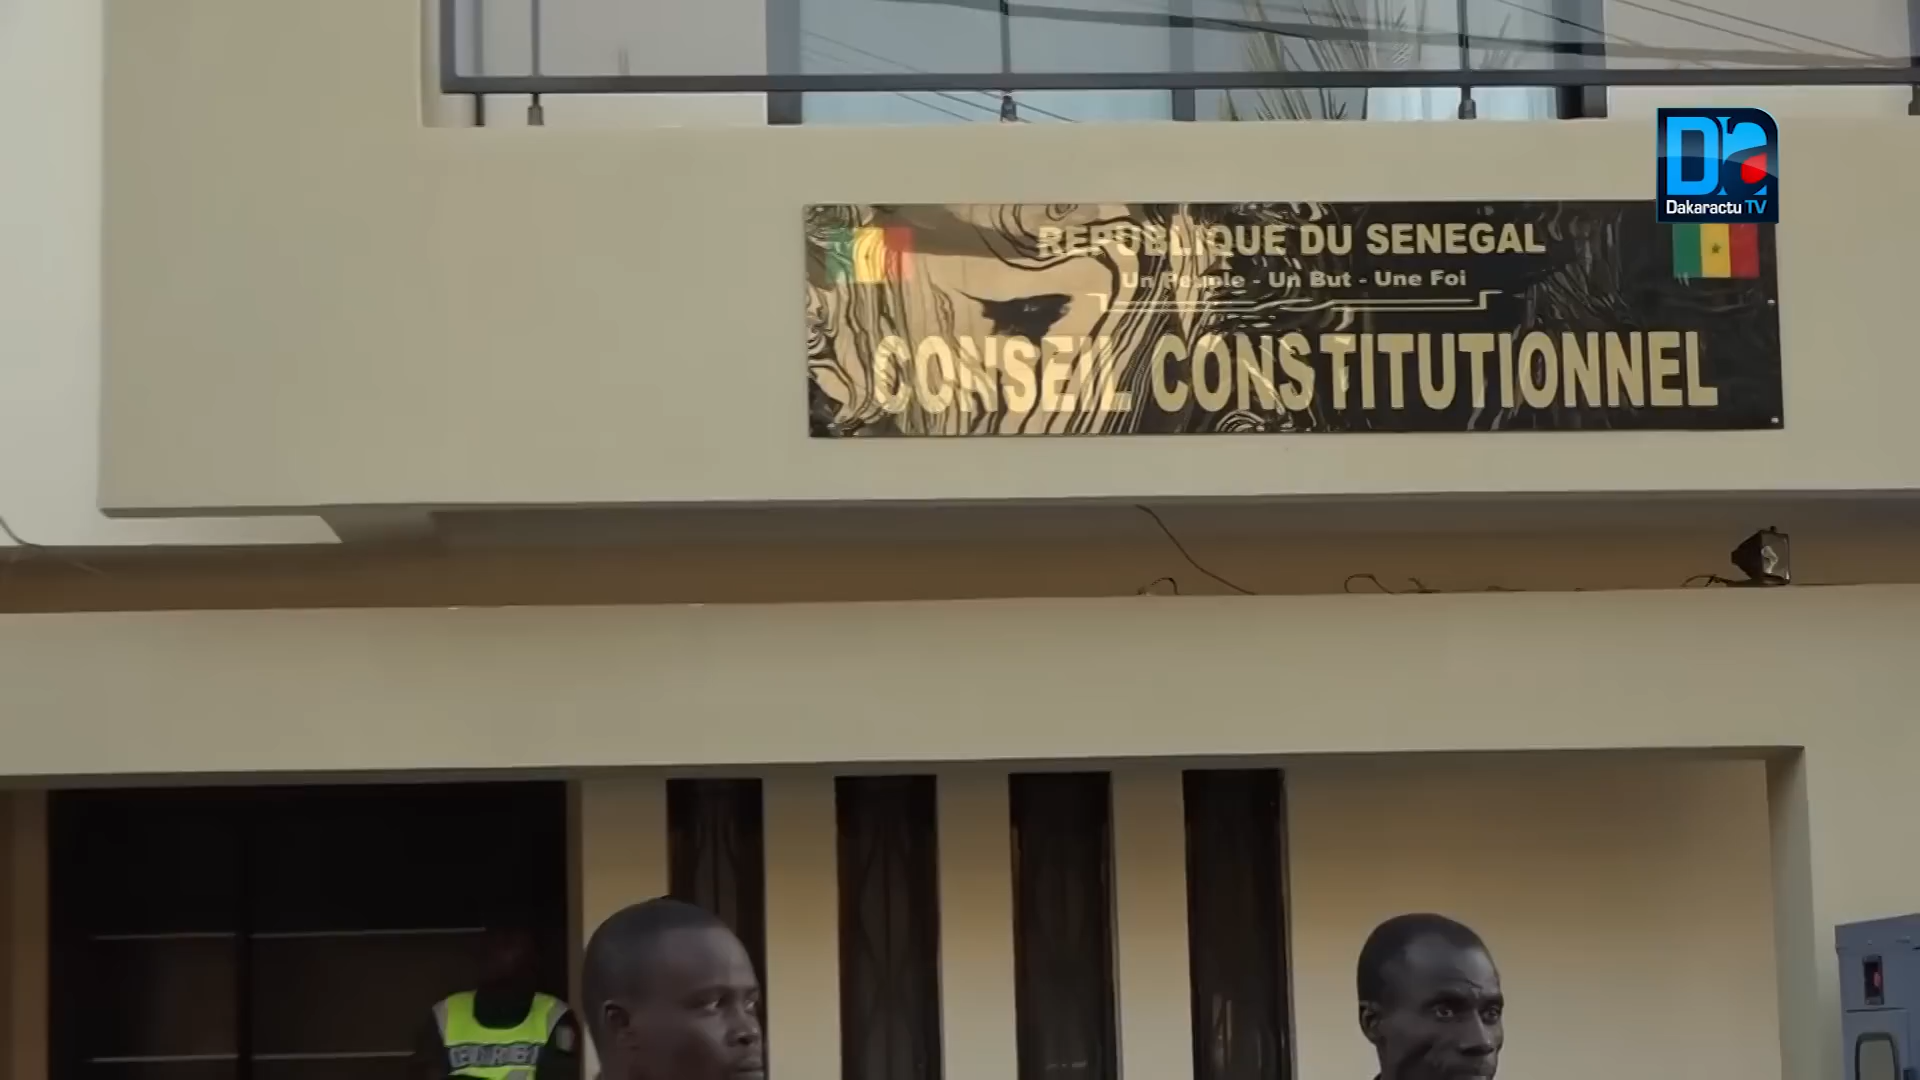 Dakaractu TV
REPUBLIQUE DU SENEGAL
Un Peuple - Un But - Une Foi
CONSEIL CONSTITUTIONNEL